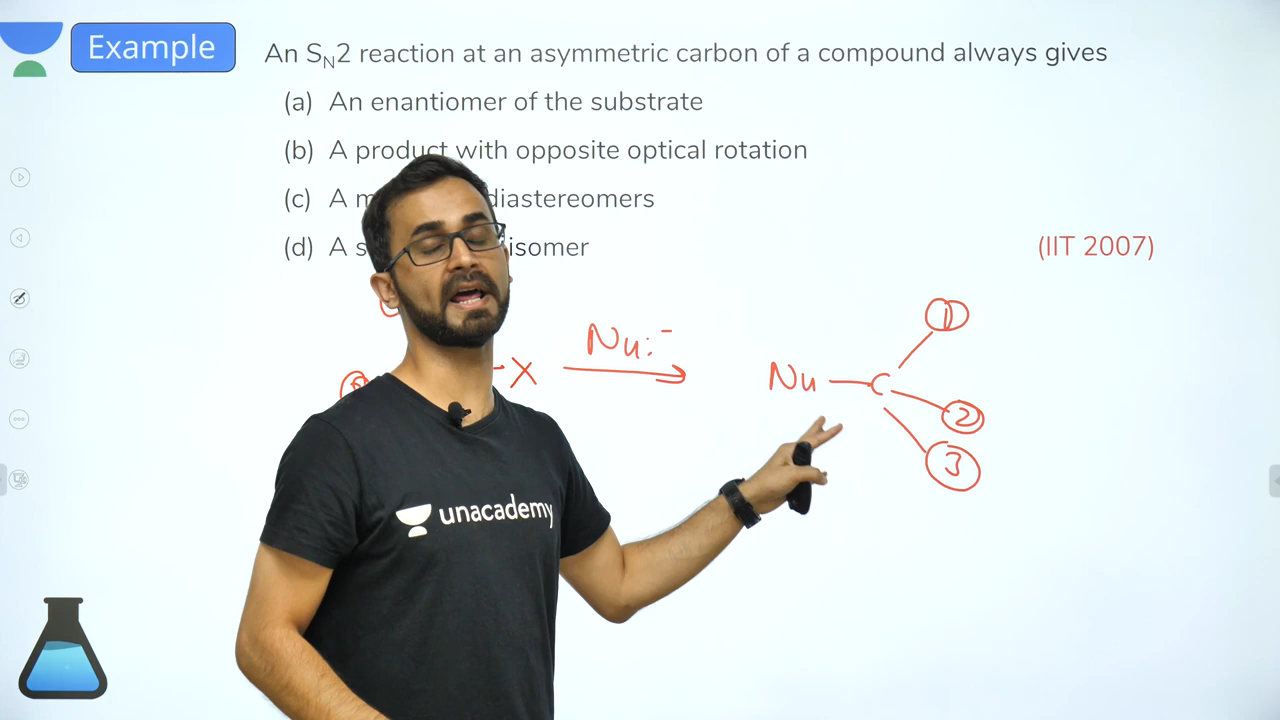 Example
An SN2 reaction at an asymmetric carbon of a compound always gives
(a) An enantiomer of the substrate
(b) A product with opposite optical rotation
(c) A m diastereomers
(d) A s isomer
(IIT 2007)
1
X
Nu:⁻
Nu C
2
3
unacademy